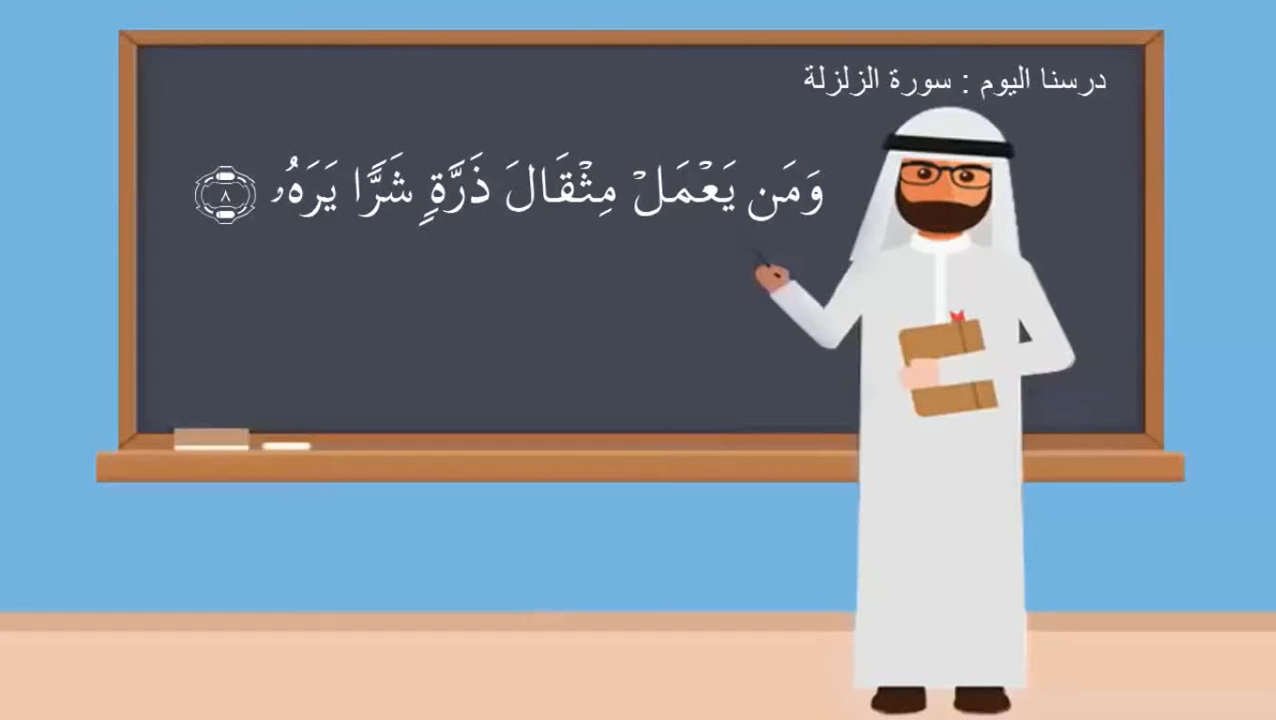 درسنا اليوم : سورة الزلزلة
وَمَن يَعْمَلْ مِثْقَالَ ذَرَّةٍ شَرًّا يَرَهُۥ ٨